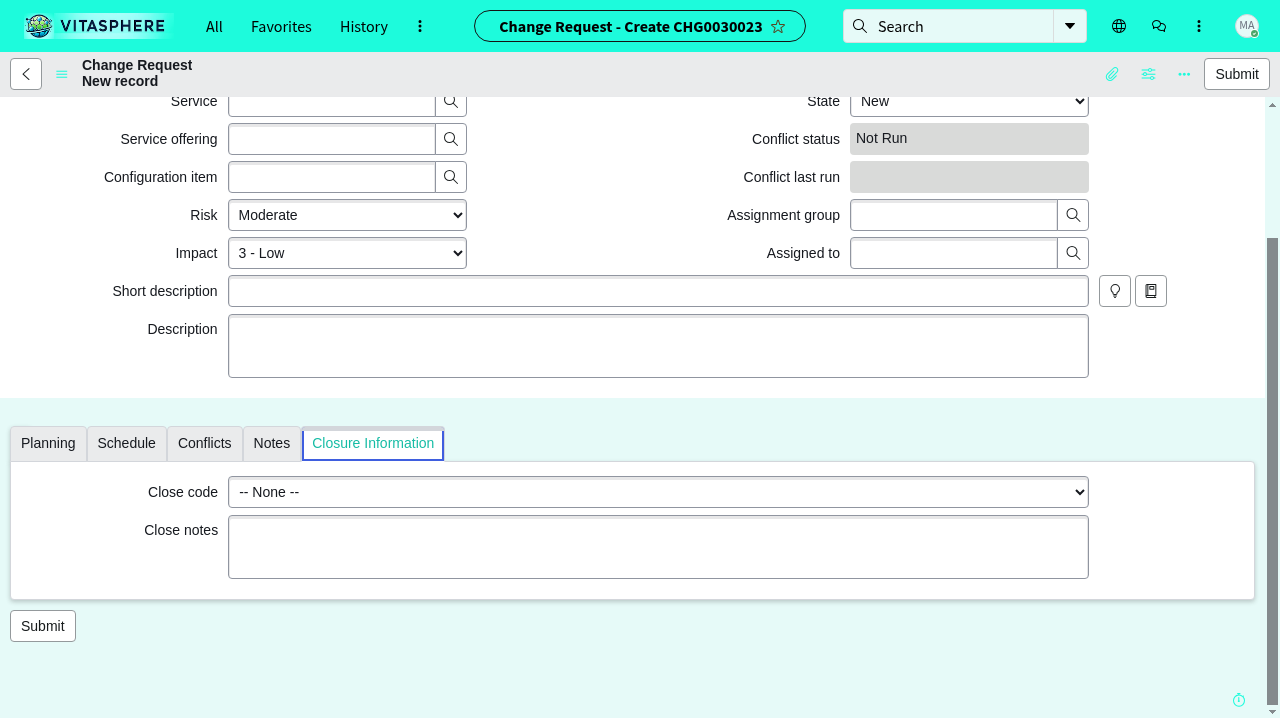 VITASPHERE
All
Favorites
History
Change Request - Create CHG0030023
Search
MA
Change Request
New record
Submit
Service
State
New
Service offering
Conflict status
Not Run
Configuration item
Conflict last run
Risk
Moderate
Assignment group
Impact
3 - Low
Assigned to
Short description
Description
Planning
Schedule
Conflicts
Notes
Closure Information
Close code
-- None --
Close notes
Submit